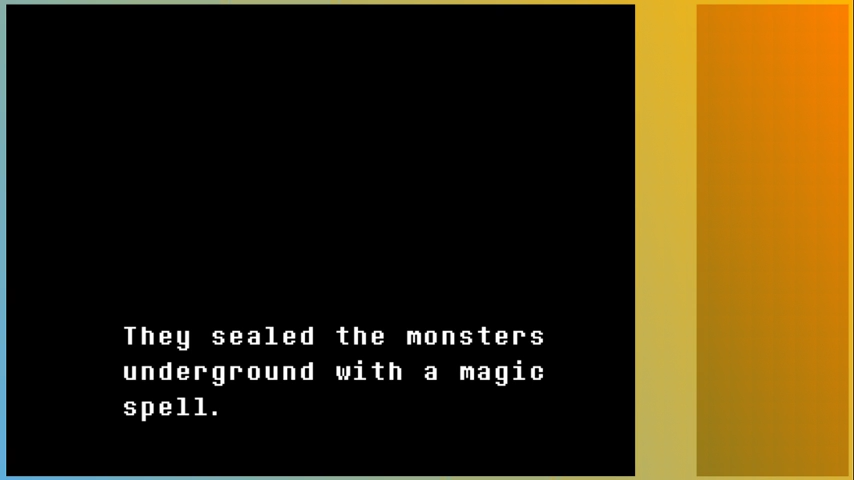 They sealed the monsters
underground with a magic
spell.